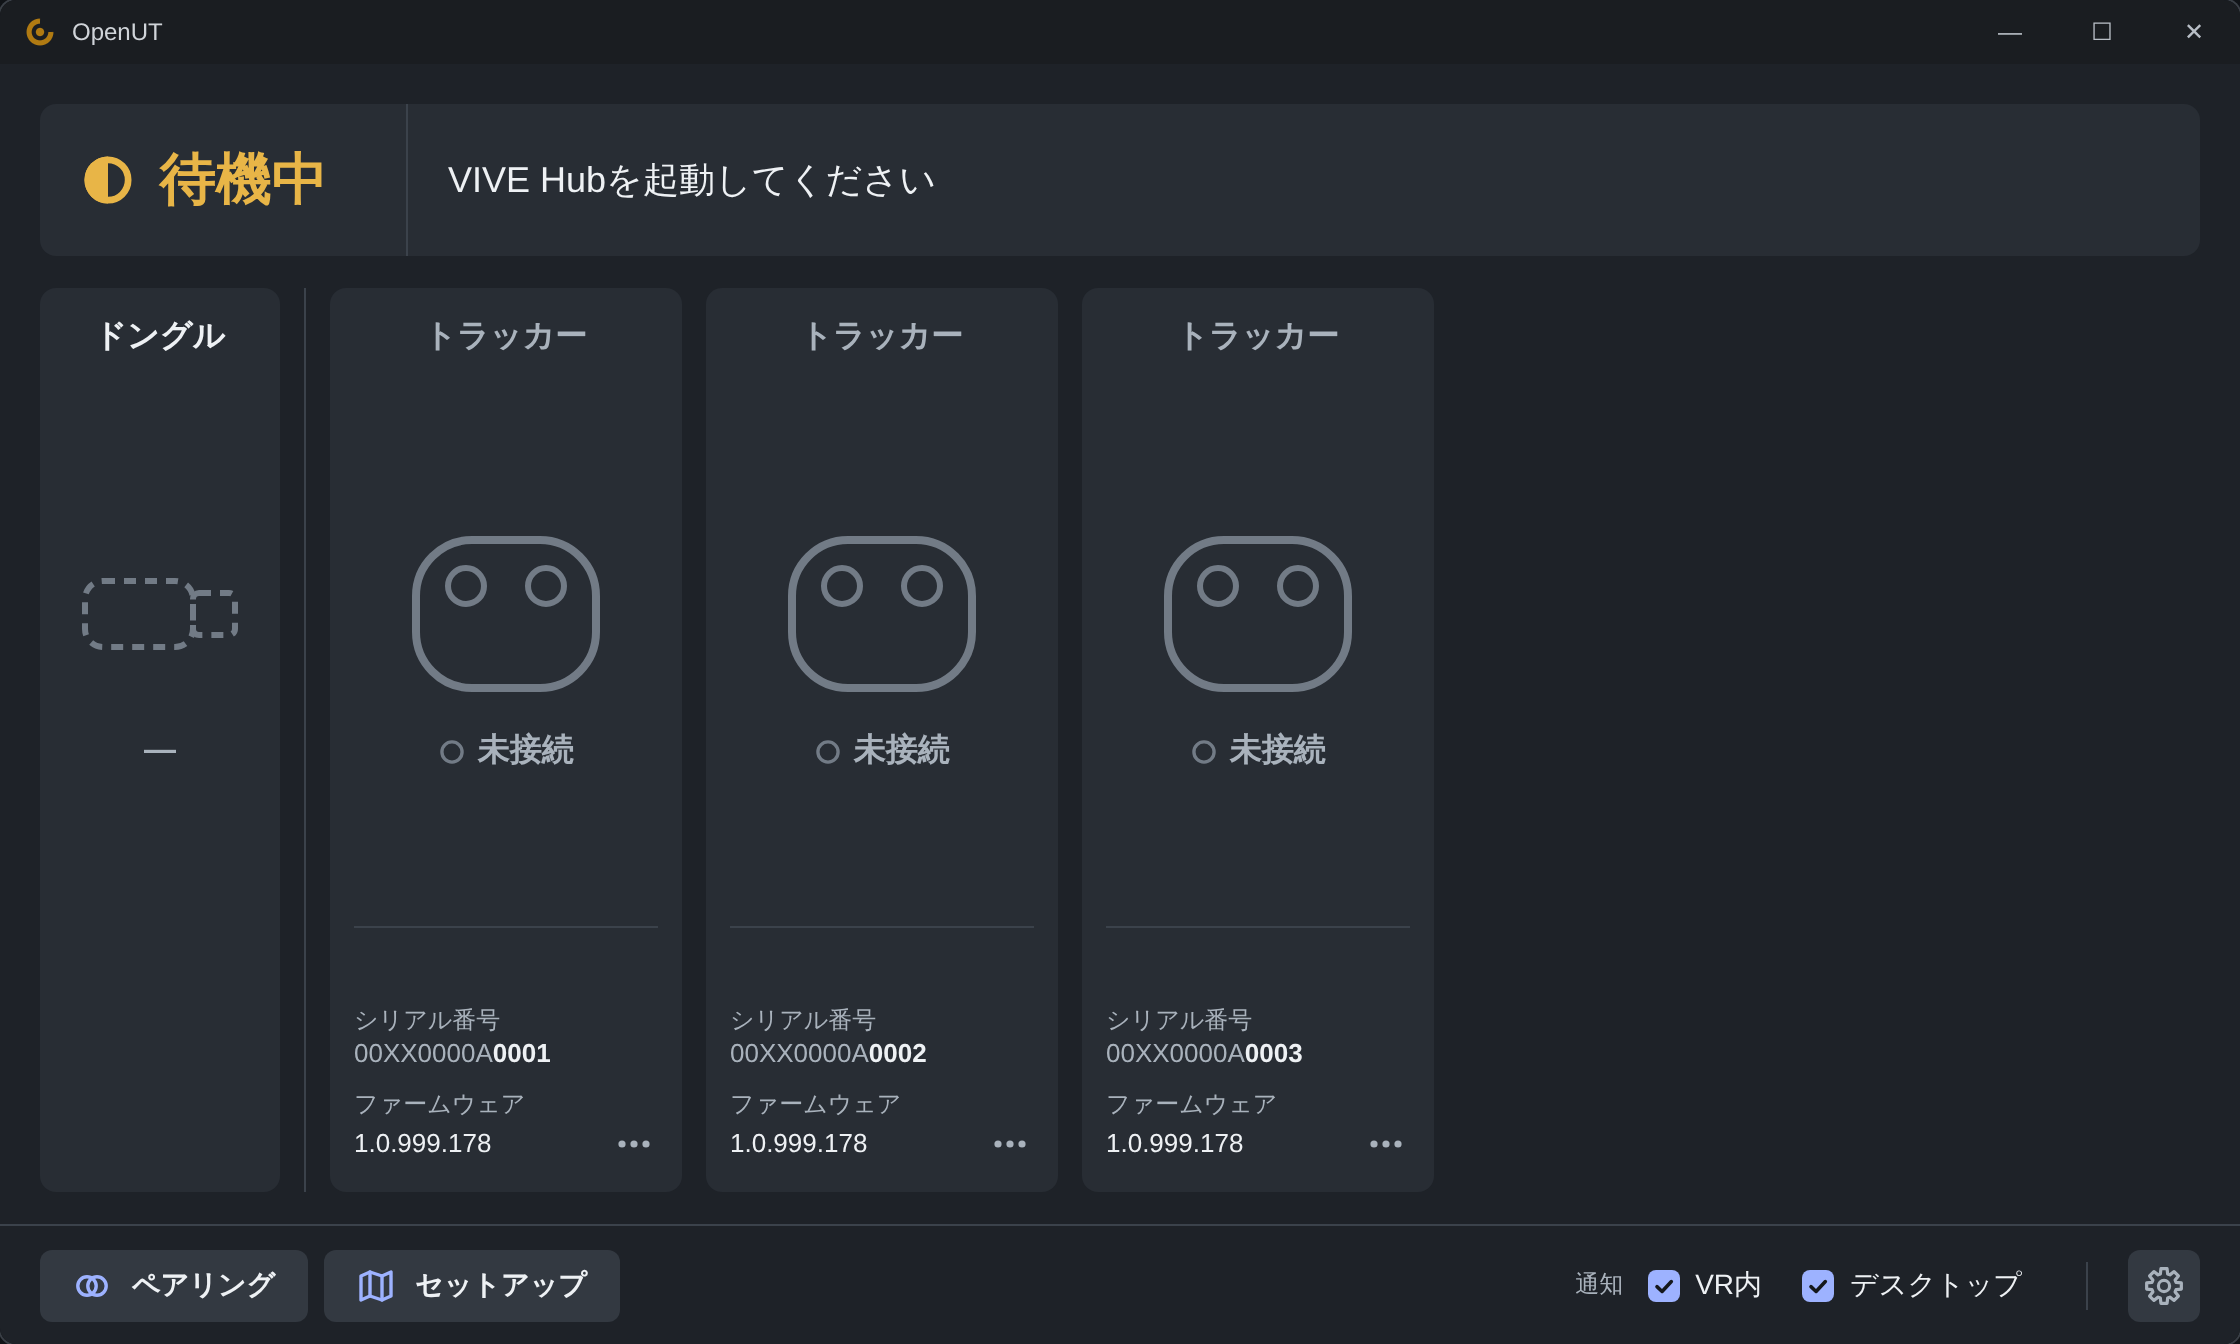 OpenUT
待機中
VIVE Hubを起動してください
ドングル
—
トラッカー
未接続
シリアル番号
00XX0000A0001
ファームウェア
1.0.999.178
トラッカー
未接続
シリアル番号
00XX0000A0002
ファームウェア
1.0.999.178
トラッカー
未接続
シリアル番号
00XX0000A0003
ファームウェア
1.0.999.178
ペアリング
セットアップ
通知
VR内
デスクトップ